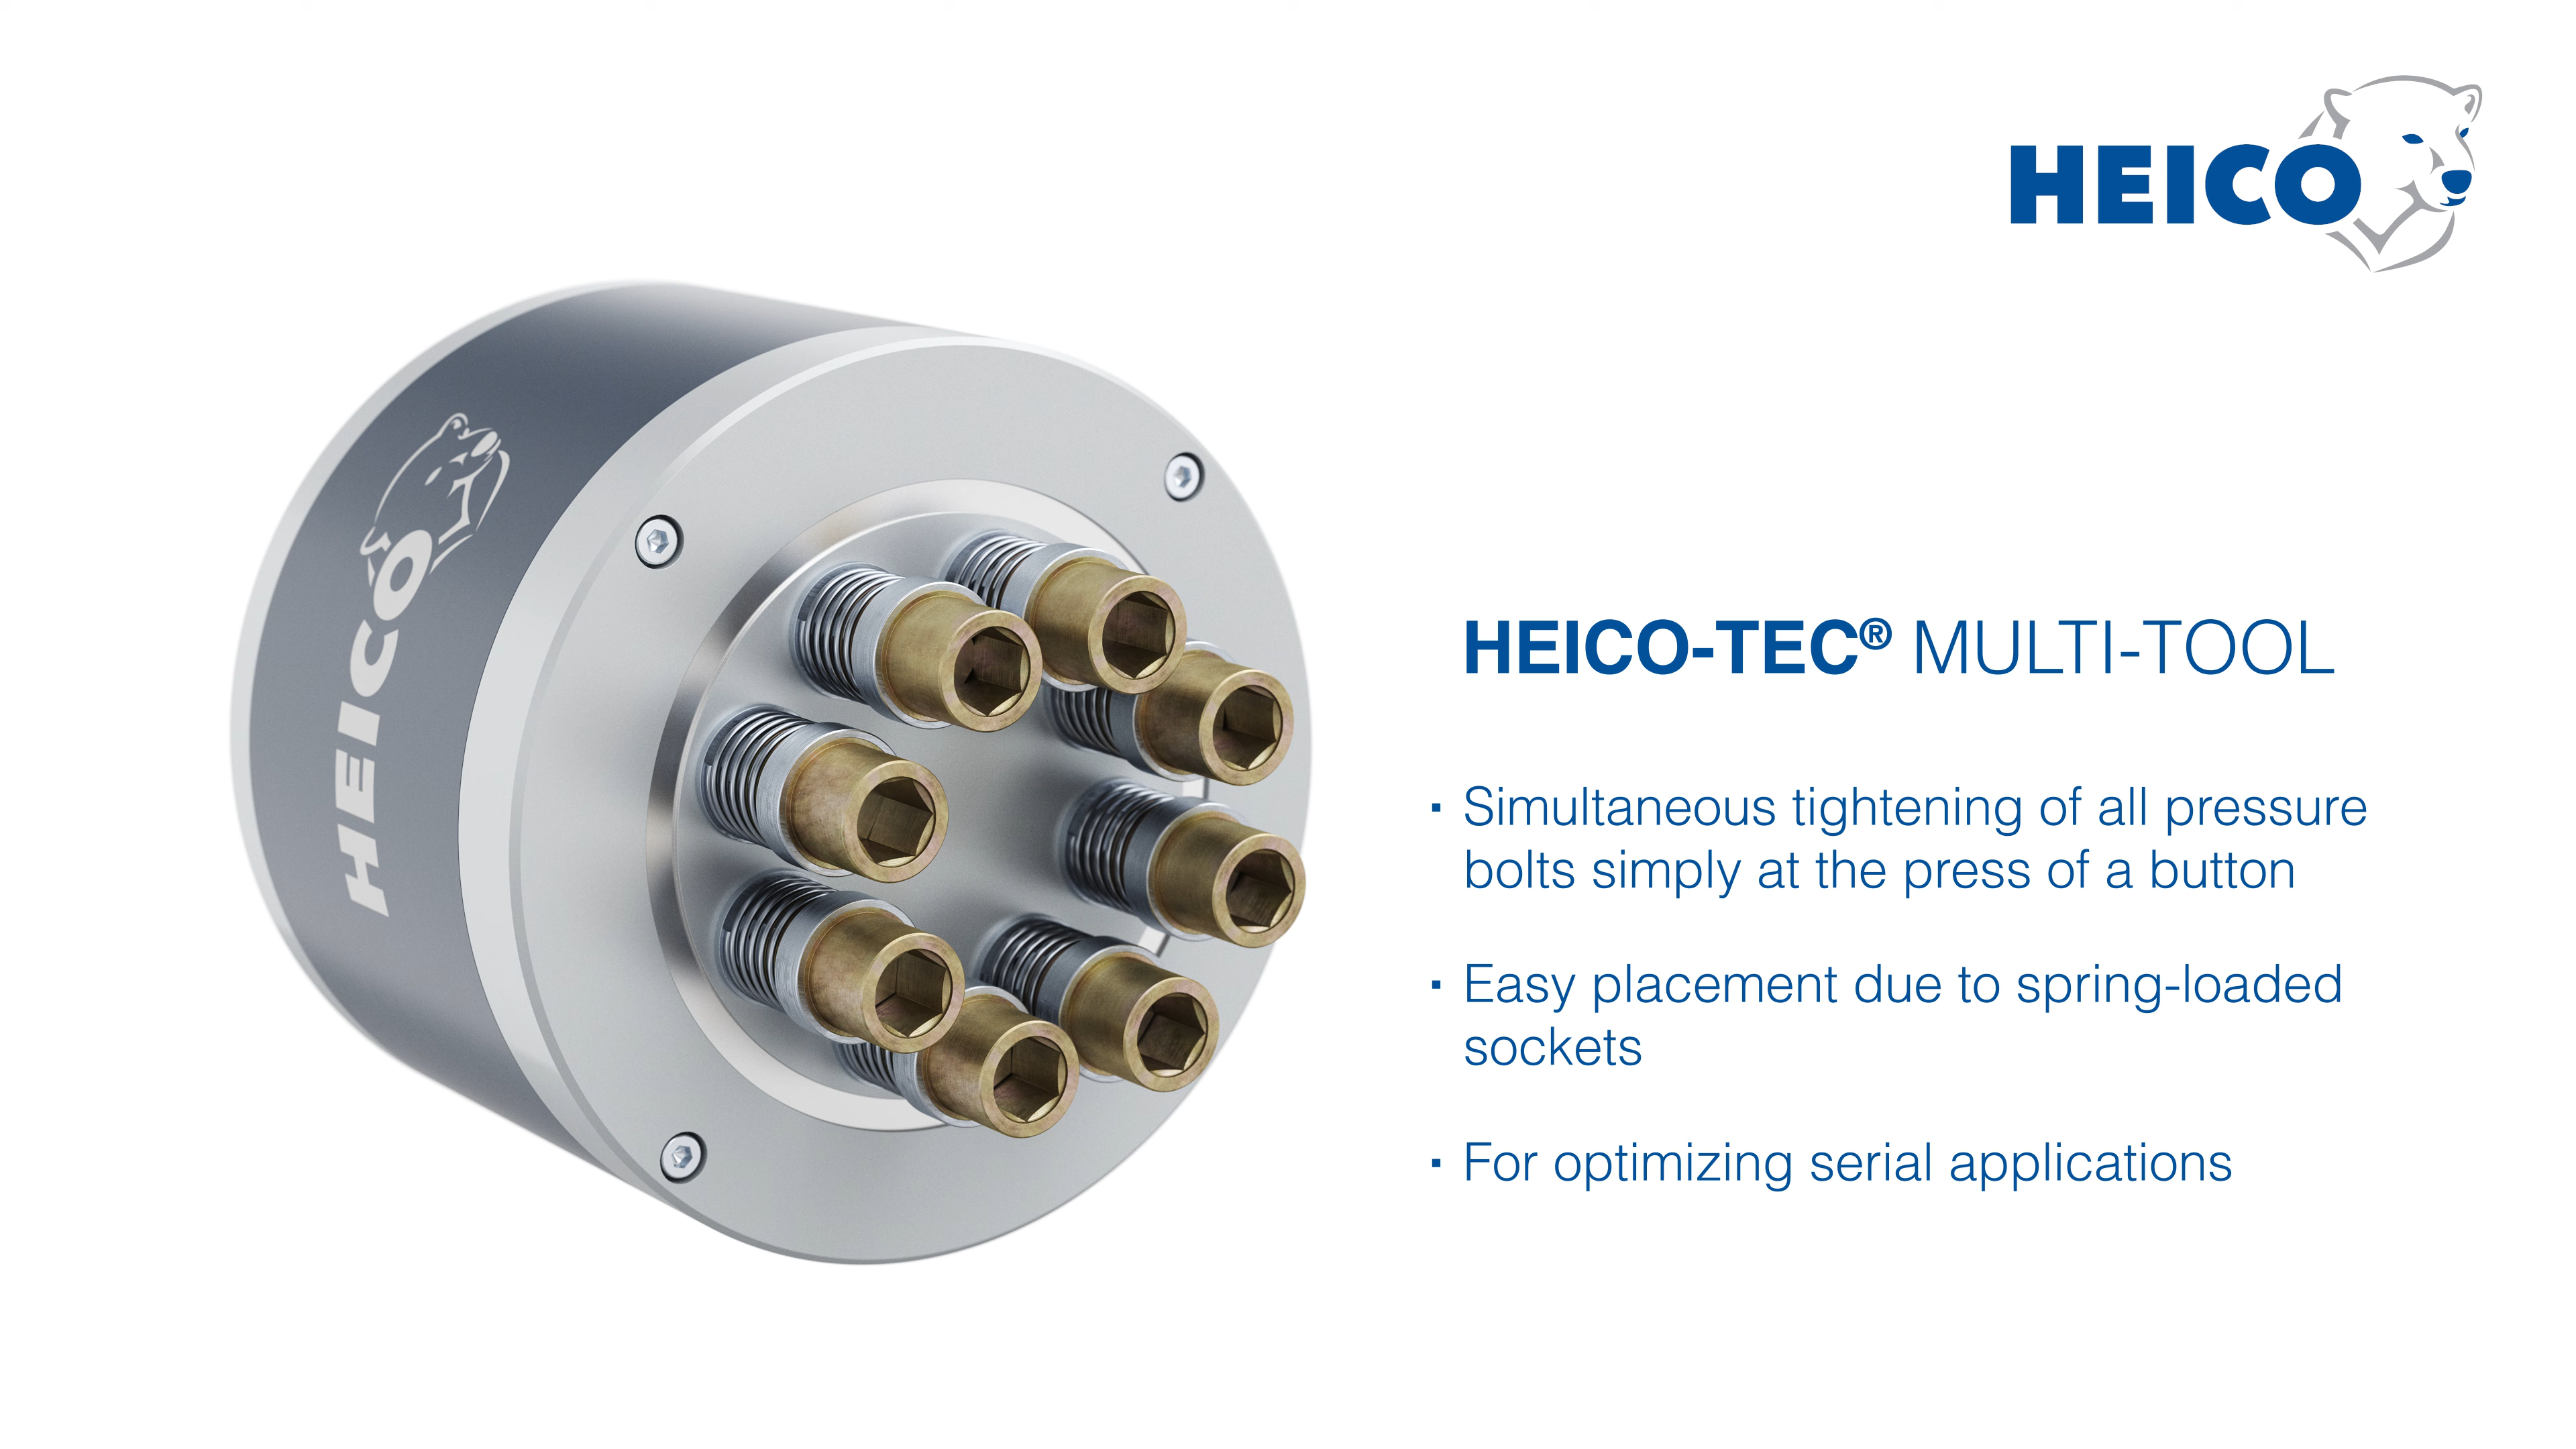 HEICO
HEICO
HEICO-TEC® MULTI-TOOL
· Simultaneous tightening of all pressure
bolts simply at the press of a button
· Easy placement due to spring-loaded
sockets
· For optimizing serial applications